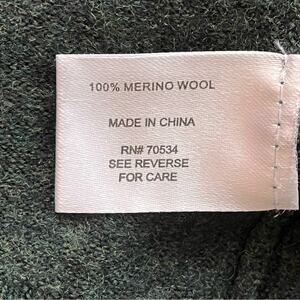 100% MERINO WOOL
MADE IN CHINA
RN# 70534
SEE REVERSE
FOR CARE